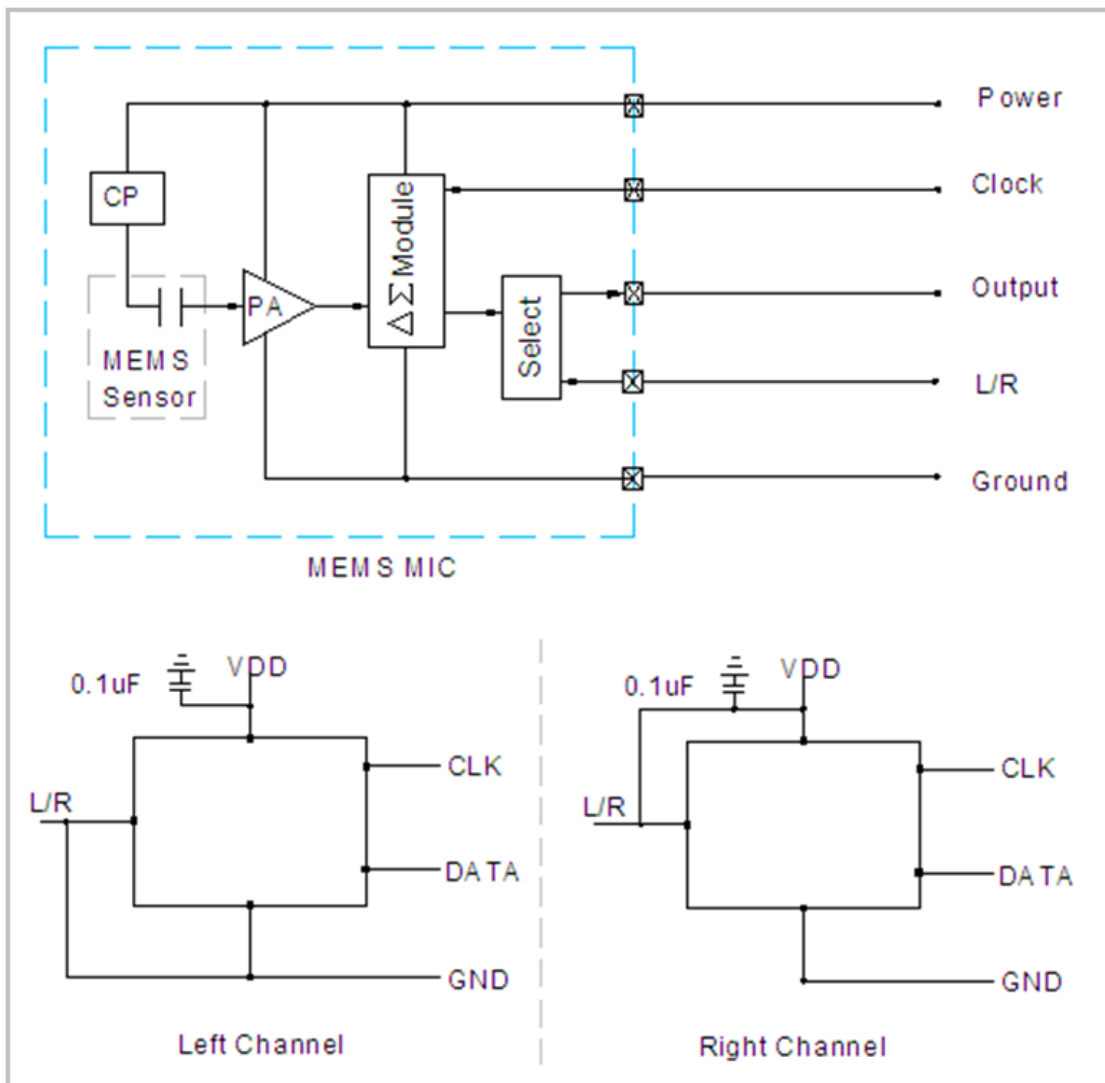 Power
CP
Clock
ΔΣ Module
Output
PA
Select
MEMS
Sensor
L/R
Ground
MEMS MIC
0.1uF
VDD
CLK
L/R
DATA
GND
Left Channel
0.1uF
VDD
CLK
L/R
DATA
GND
Right Channel